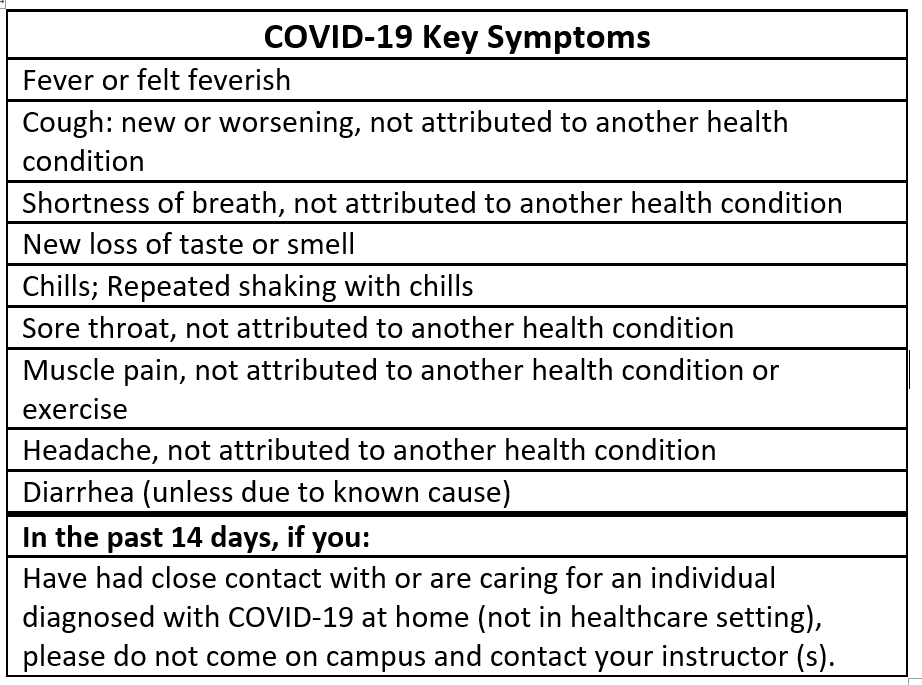 COVID-19 Key Symptoms
Fever or felt feverish
Cough: new or worsening, not attributed to another health
condition
Shortness of breath, not attributed to another health condition
New loss of taste or smell
Chills; Repeated shaking with chills
Sore throat, not attributed to another health condition
Muscle pain, not attributed to another health condition or
exercise
Headache, not attributed to another health condition
Diarrhea (unless due to known cause)
In the past 14 days, if you:
Have had close contact with or are caring for an individual
diagnosed with COVID-19 at home (not in healthcare setting),
please do not come on campus and contact your instructor (s).